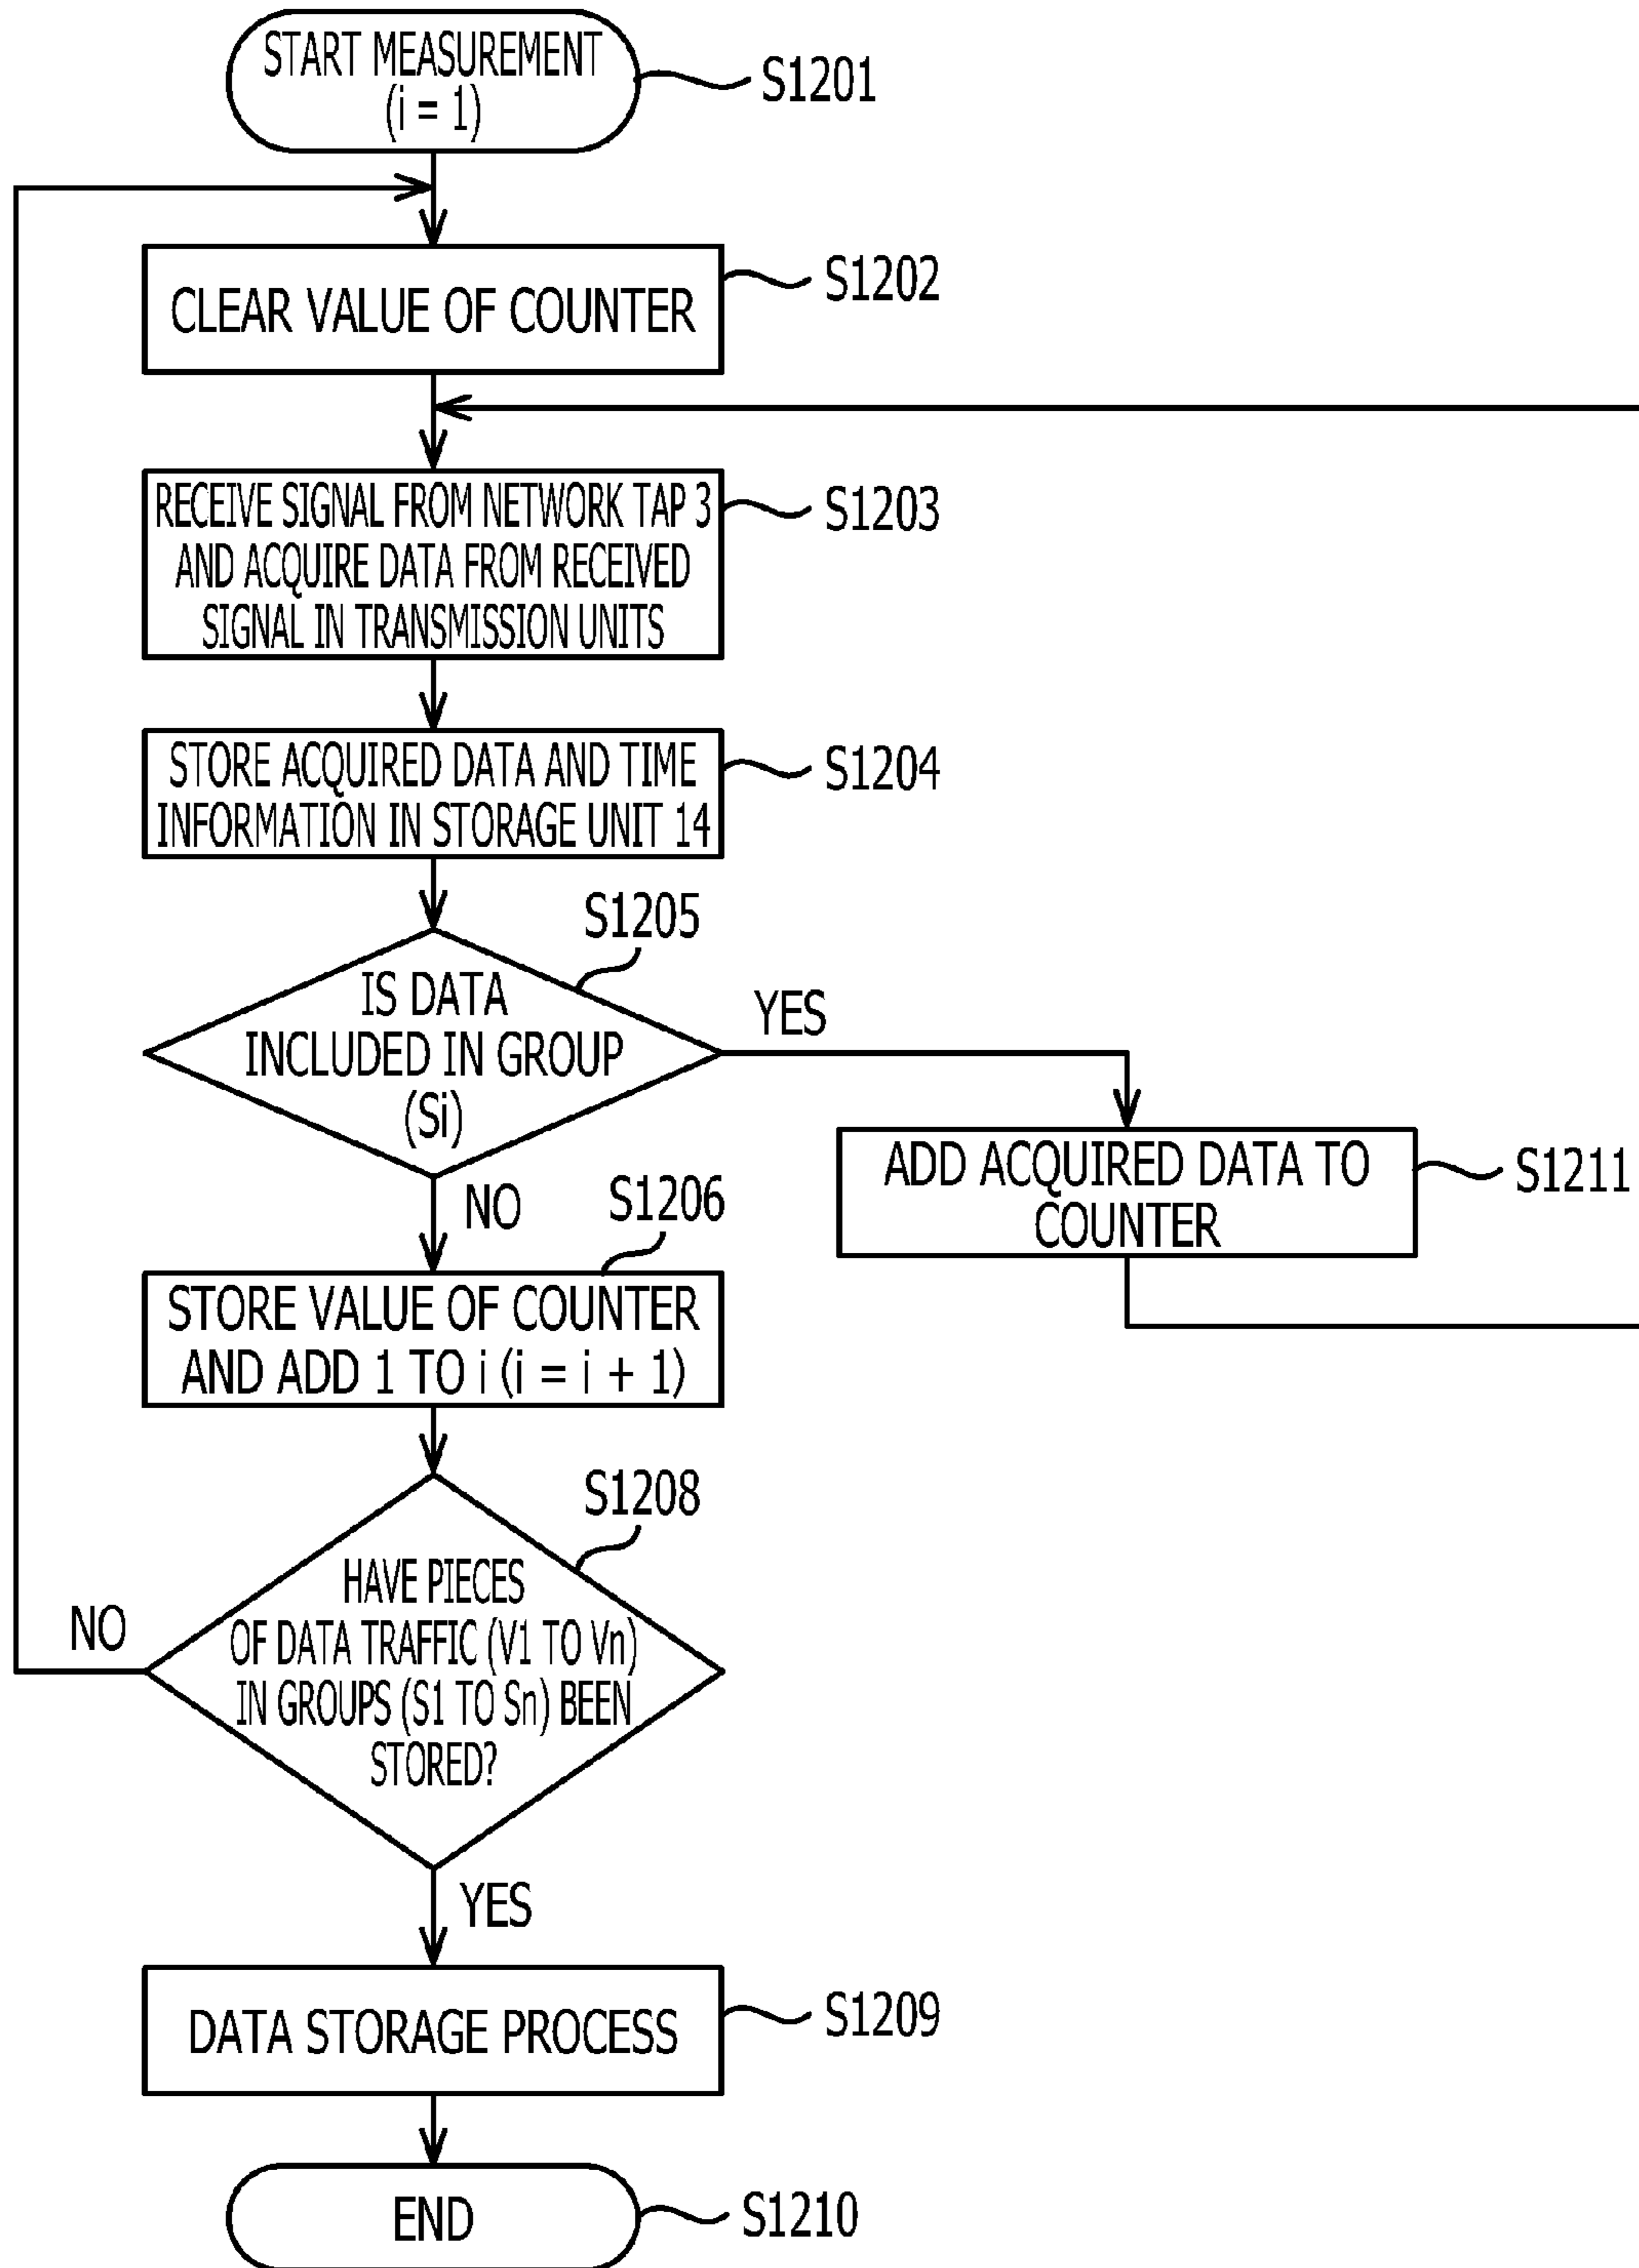 START MEASUREMENT
(i = 1)
S1201
CLEAR VALUE OF COUNTER
S1202
RECEIVE SIGNAL FROM NETWORK TAP 3
AND ACQUIRE DATA FROM RECEIVED
SIGNAL IN TRANSMISSION UNITS
S1203
STORE ACQUIRED DATA AND TIME
INFORMATION IN STORAGE UNIT 14
S1204
S1205
IS DATA
INCLUDED IN GROUP
(Si)
YES
NO
ADD ACQUIRED DATA TO
COUNTER
S1211
S1206
STORE VALUE OF COUNTER
AND ADD 1 TO i (i = i + 1)
S1208
HAVE PIECES
OF DATA TRAFFIC (V1 TO Vn)
IN GROUPS (S1 TO Sn) BEEN
STORED?
NO
YES
DATA STORAGE PROCESS
S1209
END
S1210